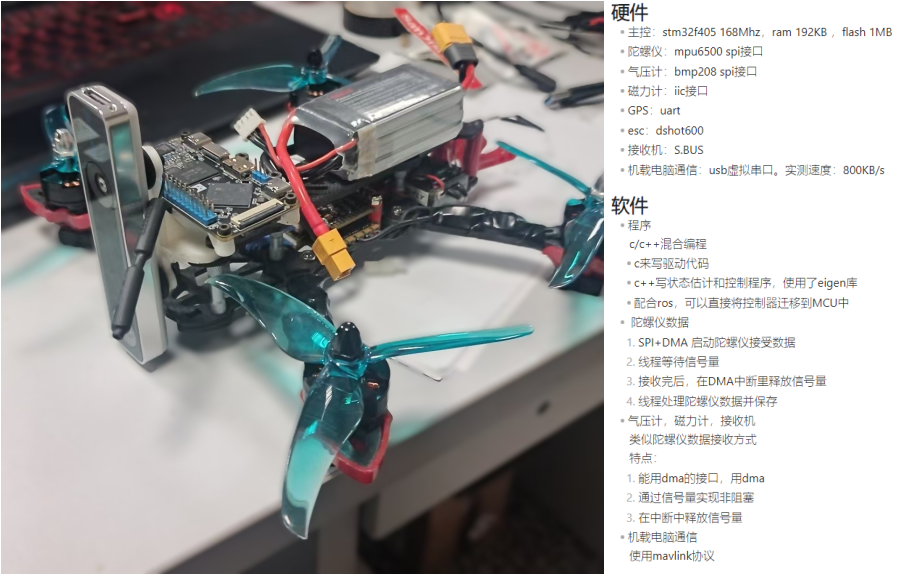 硬件
主控：stm32f405 168Mhz，ram 192KB ，flash 1MB
陀螺仪：mpu6500 spi接口
气压计：bmp208 spi接口
磁力计：iic接口
GPS：uart
esc：dshot600
接收机：S.BUS
机载电脑通信：usb虚拟串口。实测速度：800KB/s
软件
程序
c/c++混合编程
c来写驱动代码
c++写状态估计和控制程序，使用了eigen库
配合ros，可以直接将控制器迁移到MCU中
陀螺仪数据
1. SPI+DMA 启动陀螺仪接受数据
2. 线程等待信号量
3. 接收完后，在DMA中断里释放信号量
4. 线程处理陀螺仪数据并保存
气压计，磁力计，接收机
类似陀螺仪数据接收方式
特点：
1. 能用dma的接口，用dma
2. 通过信号量实现非阻塞
3. 在中断中释放信号量
机载电脑通信
使用mavlink协议